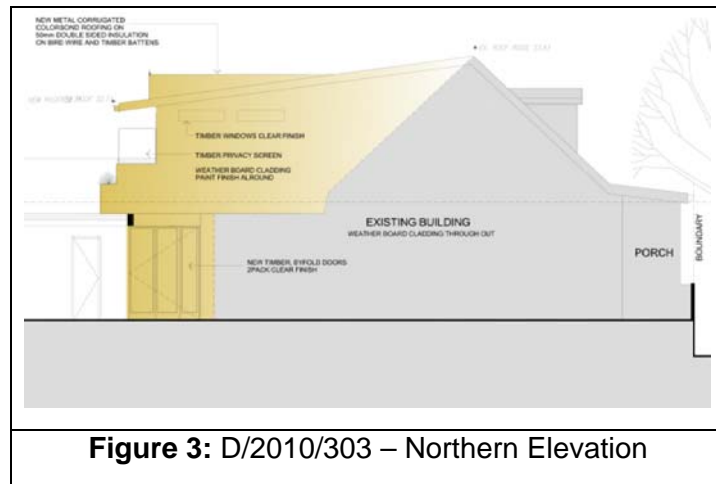 NEW METAL CORRUGATED
COLORBOND ROOFING ON
50mm DOUBLE SIDED INSULATION
ON BIRD WIRE AND TIMBER BATTENS
TIMBER WINDOWS CLEAR FINISH
TIMBER PRIVACY SCREEN
WEATHER BOARD CLADDING
PAINT FINISH ALROUND
EXISTING BUILDING
WEATHER BOARD CLADDING THROUGH OUT
NEW TIMBER, BYFOLD DOORS
2PACK CLEAR FINISH
PORCH
BOUNDARY
Figure 3: D/2010/303 – Northern Elevation